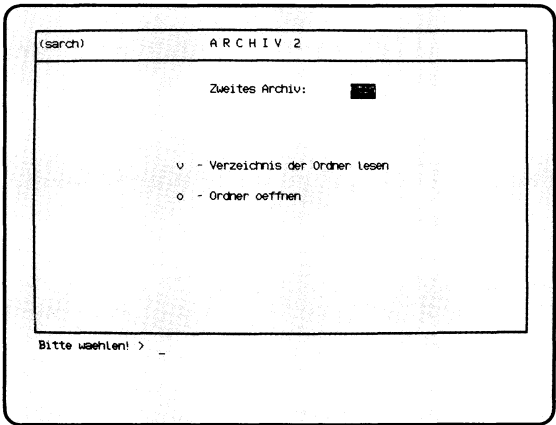 (sarch) A R C H I V 2
Zweites Archiv:
v - Verzeichnis der Ordner lesen
o - Ordner oeffnen
Bitte waehlen! > _